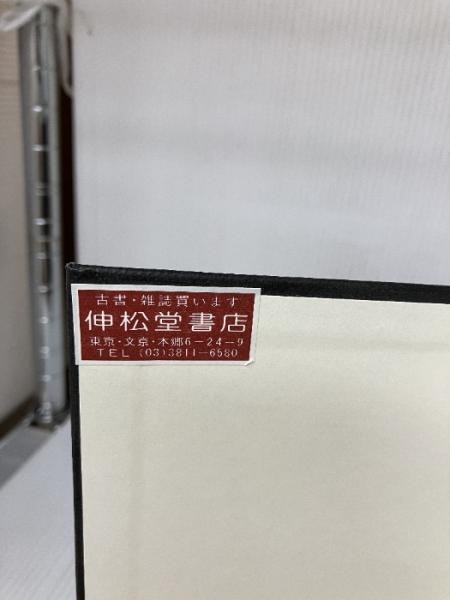 古書・雑誌買います
伸松堂書店
東京・文京・本郷6-24-9
TEL (03)3811-6580